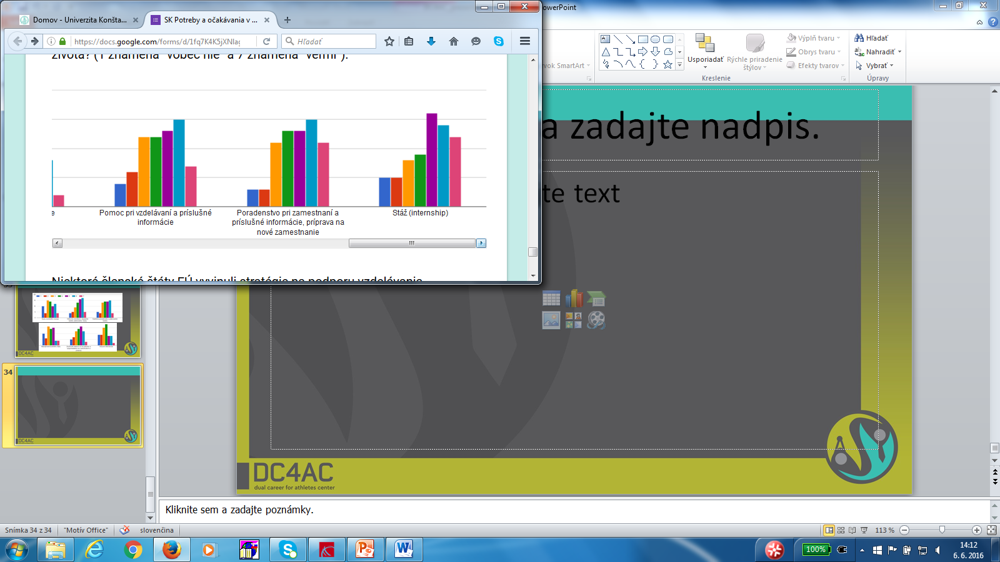 PowerPoint
Domov - Univerzita Konšta...
SK Potreby a očakávania v ...
https://docs.google.com/forms/d/1fq7K4K5jXNIag
Hľadať
života? (1 znamená "vôbec nie" a 7 znamená "veľmi").
e
Pomoc pri vzdelávaní a príslušné
informácie
Poradenstvo pri zamestnaní a
príslušné informácie, príprava na
nové zamestnanie
Stáž (internship)
Niektoré členské štáty EÚ vyvinuli stratégie na podporu vzdelávania
vok SmartArt
Usporiadať
Rýchle priradenie
štýlov
Výplň tvaru
Obrys tvaru
Efekty tvarov
Kreslenie
Hľadať
Nahradiť
Vybrať
Úpravy
a zadajte nadpis.
te text
33
DC4AC
34
DC4AC
DC4AC
dual career for athletes center
Kliknite sem a zadajte poznámky.
Snímka 34 z 34
"Motív Office"
slovenčina
113 %
100%
14:12
6. 6. 2016